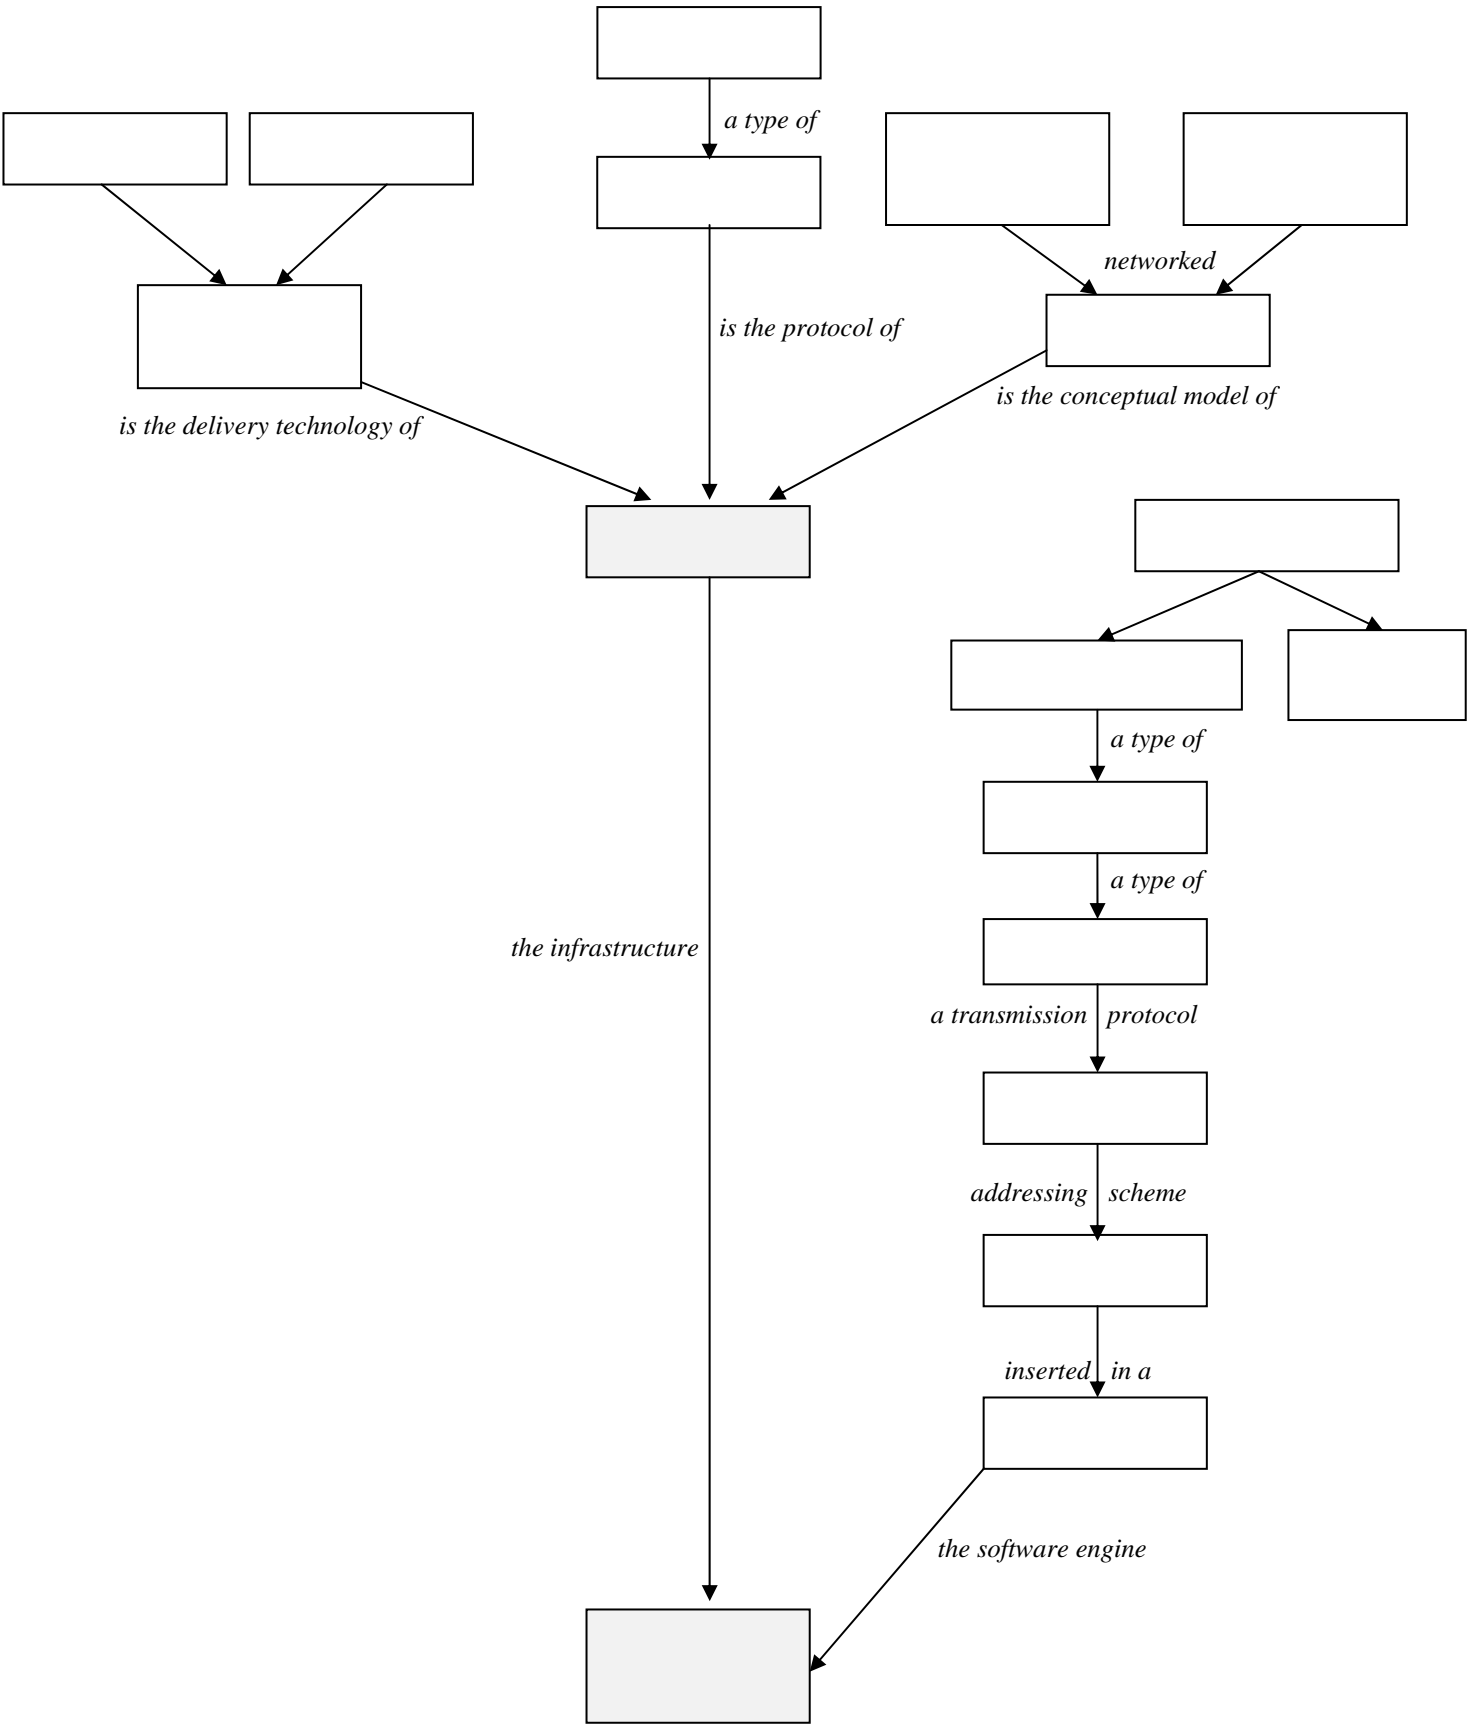 a type of
networked
is the protocol of
is the conceptual model of
is the delivery technology of
a type of
a type of
the infrastructure
a transmission protocol
addressing scheme
inserted in a
the software engine